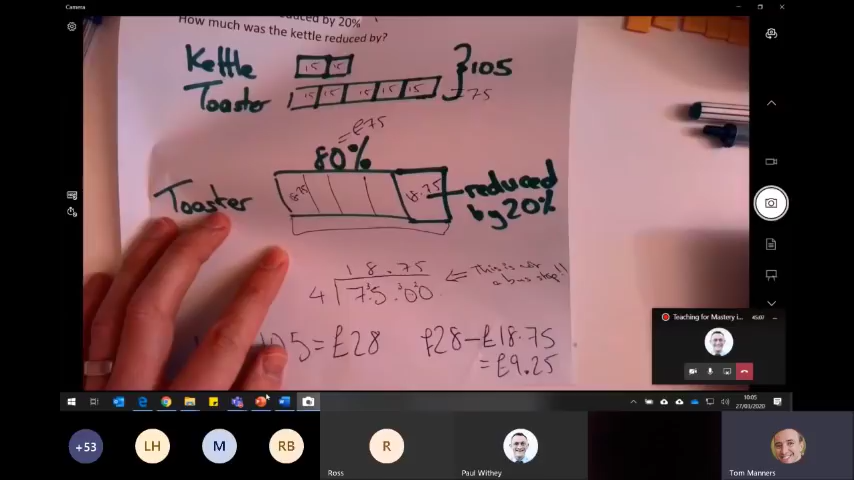 Camera
reduced by 20%
How much was the kettle reduced by?
Kettle 15 15
} 105
Toaster 15 15 15 15 15
= 75
= £75
80%
Toaster 18.75 18.75 reduced by 20%
18.75
4 75.00
This is not a bus stop!!
105 = £28
£28 - £18.75
= £9.25
Teaching for Mastery i... 45:07
10:05
27/03/2020
+53 LH M RB R
Ross Paul Withey Tom Manners